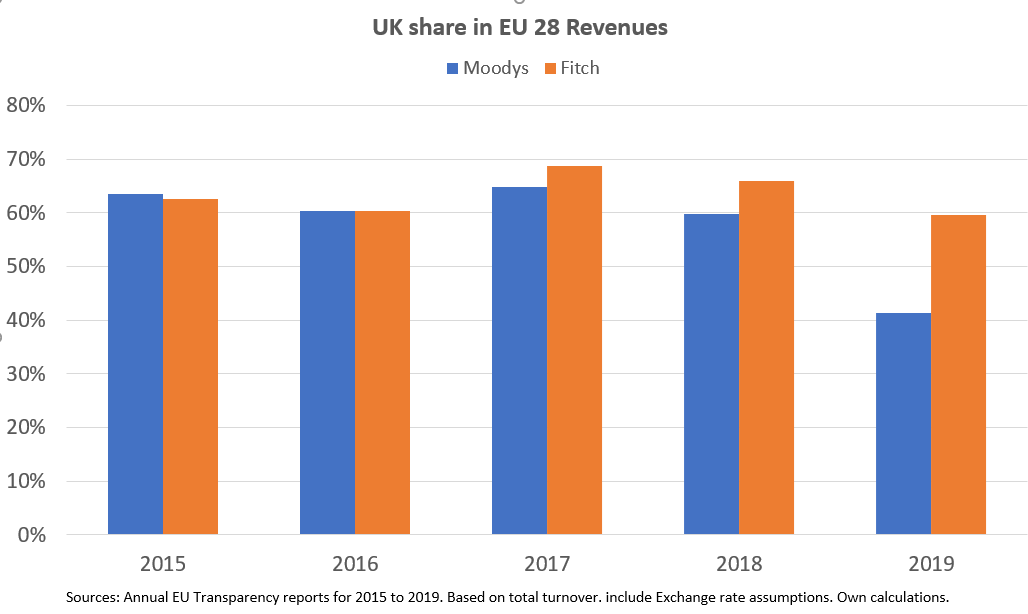 UK share in EU 28 Revenues
Moodys Fitch
80%
70%
60%
50%
40%
30%
20%
10%
0%
2015 2016 2017 2018 2019
Sources: Annual EU Transparency reports for 2015 to 2019. Based on total turnover. include Exchange rate assumptions. Own calculations.